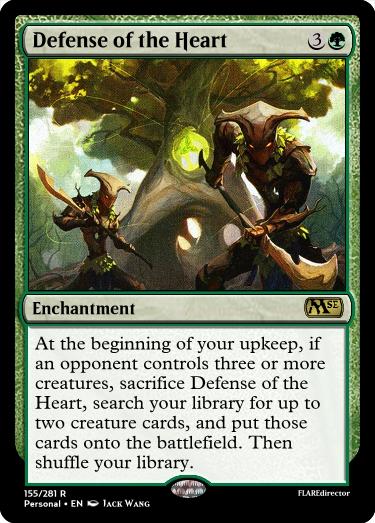 Defense of the Heart 3
Enchantment
MSE
At the beginning of your upkeep, if
an opponent controls three or more
creatures, sacrifice Defense of the
Heart, search your library for up to
two creature cards, and put those
cards onto the battlefield. Then
shuffle your library.
155/281 R
FLAREdirector
Personal • EN Jack Wang